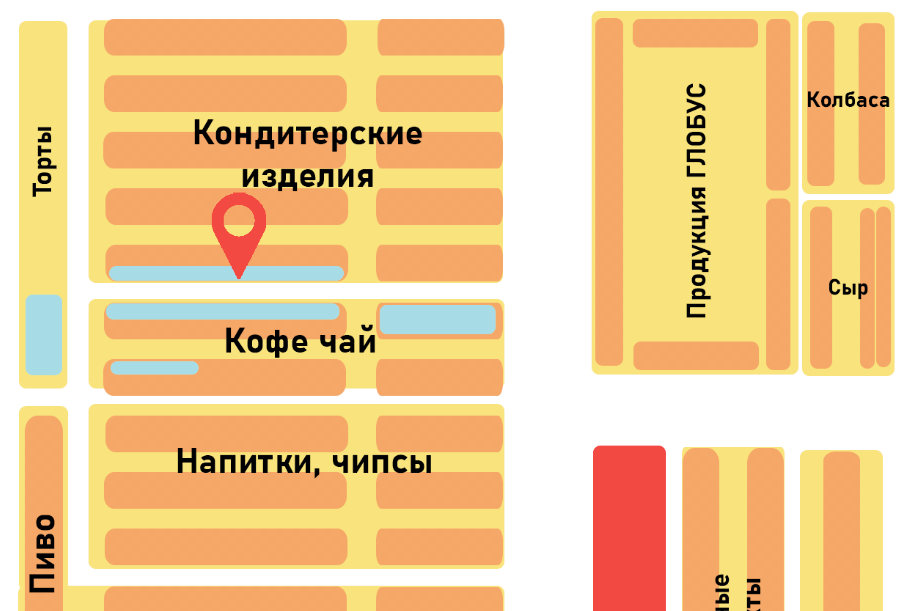 Торты
Кондитерские
изделия
Кофе чай
Напитки, чипсы
Пиво
Продукция ГЛОБУС
Колбаса
Сыр